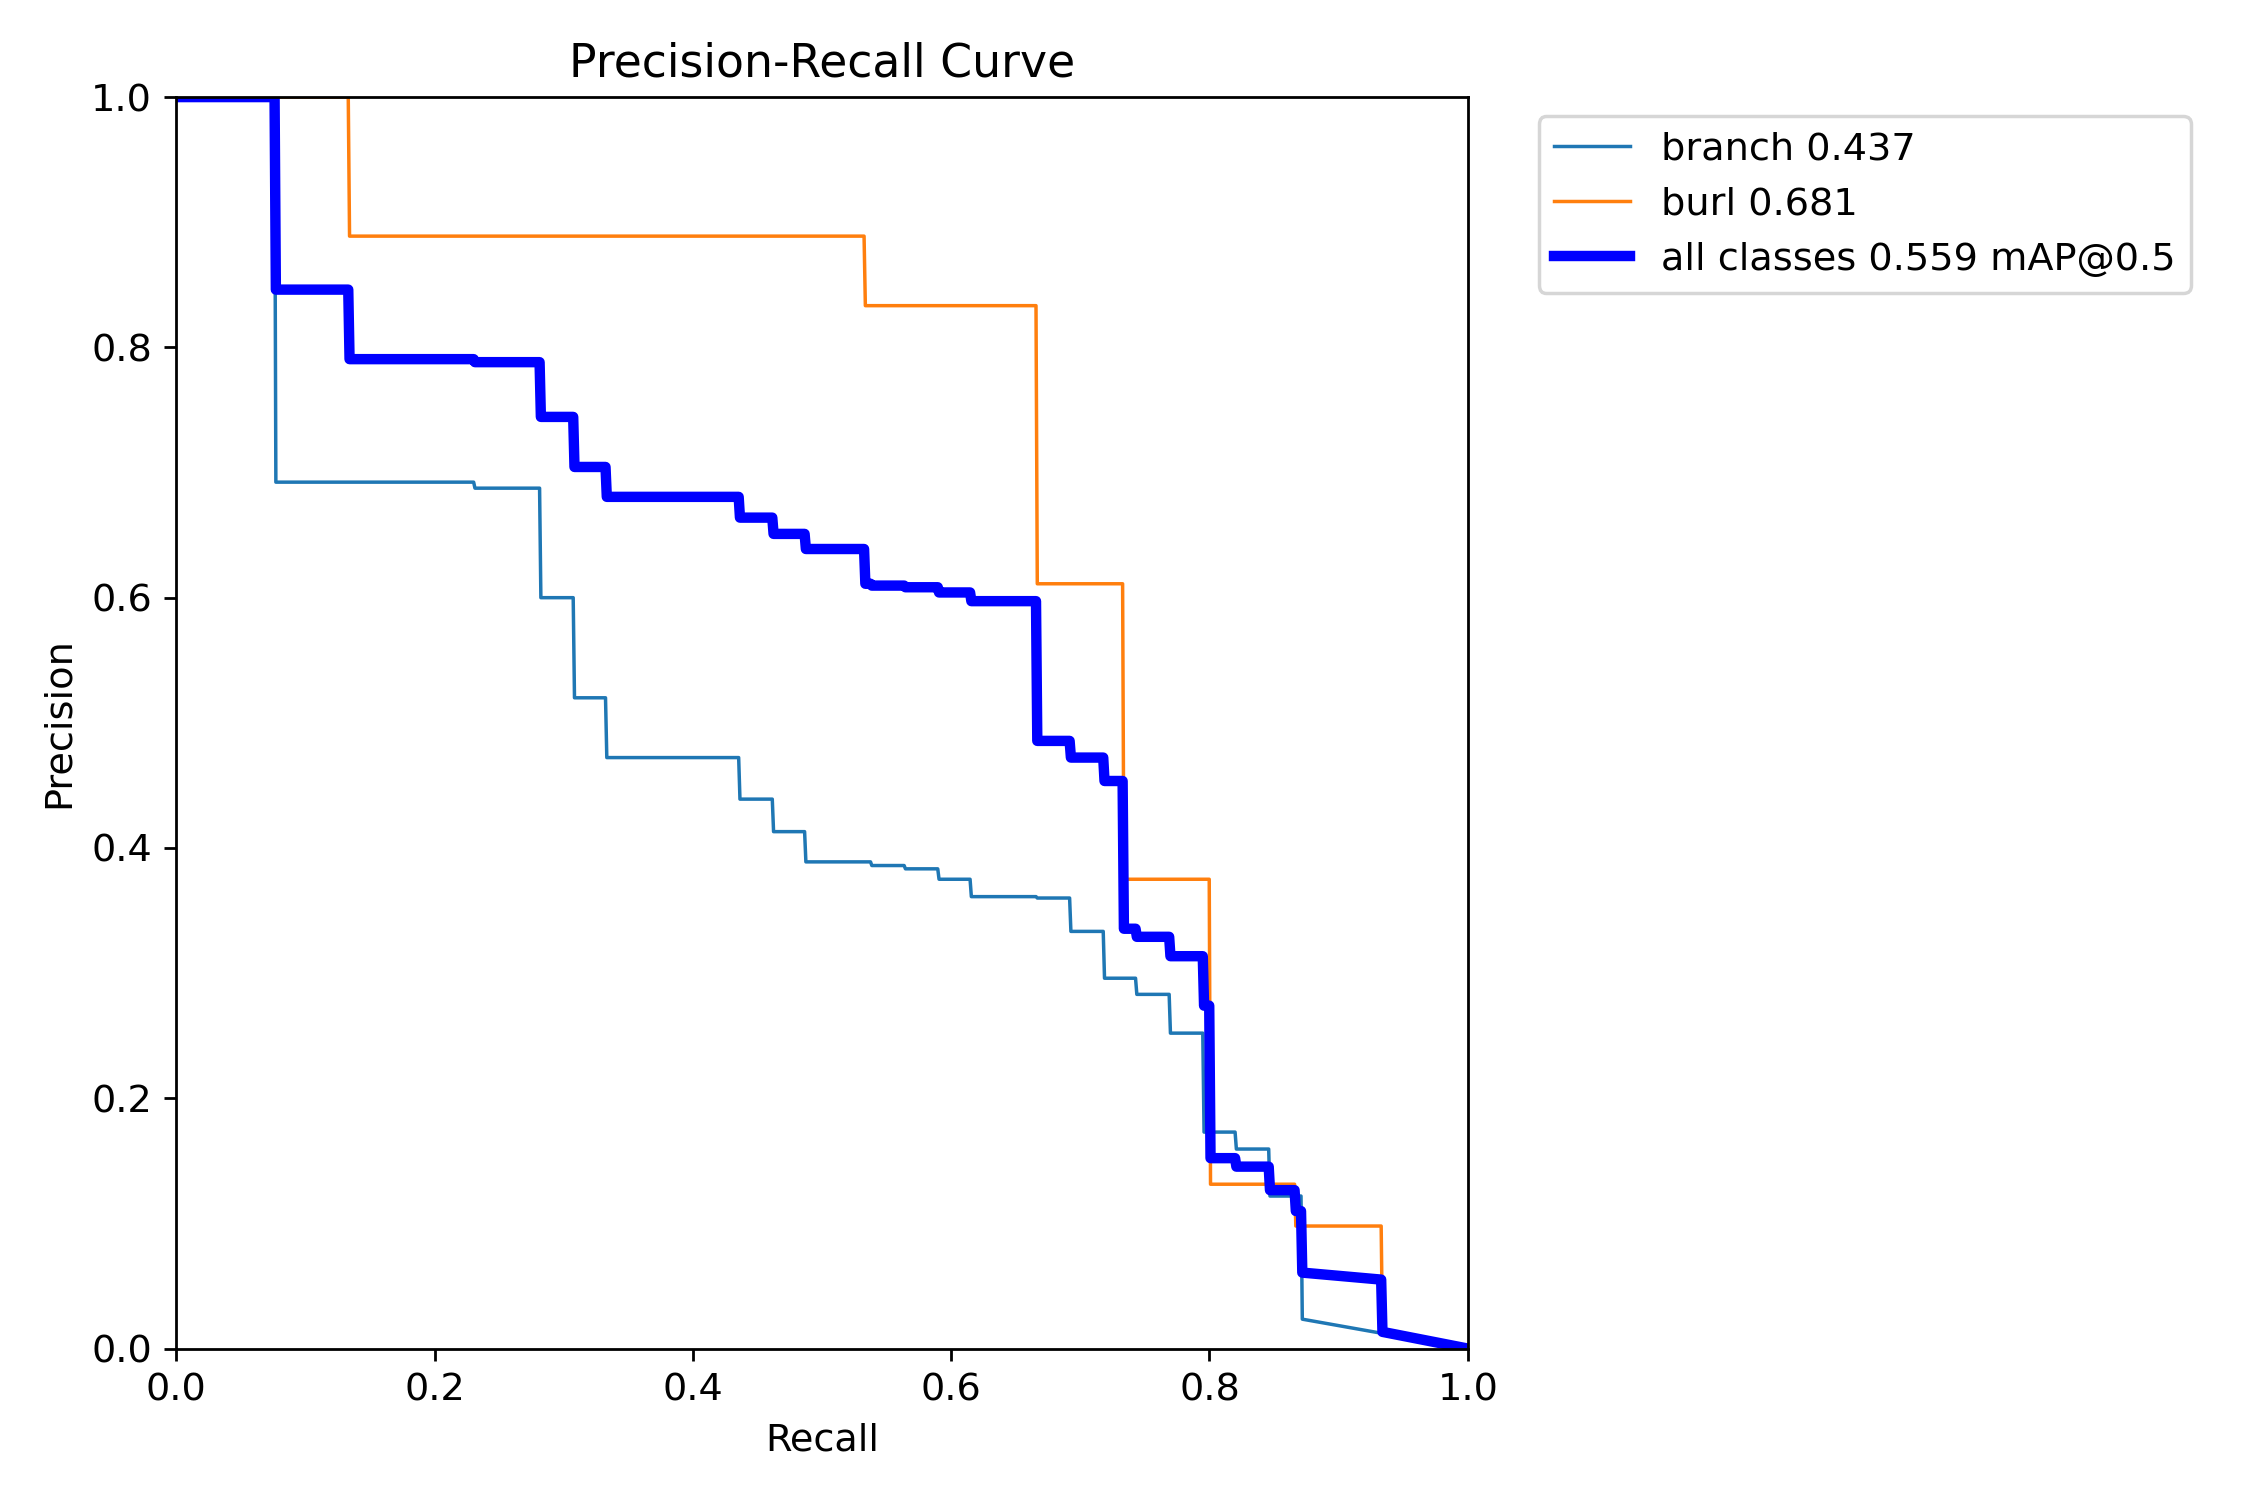 Precision-Recall Curve
1.0
0.8
0.6
0.4
0.2
0.0
Precision
0.0 0.2 0.4 0.6 0.8 1.0
Recall
branch 0.437
burl 0.681
all classes 0.559 mAP@0.5